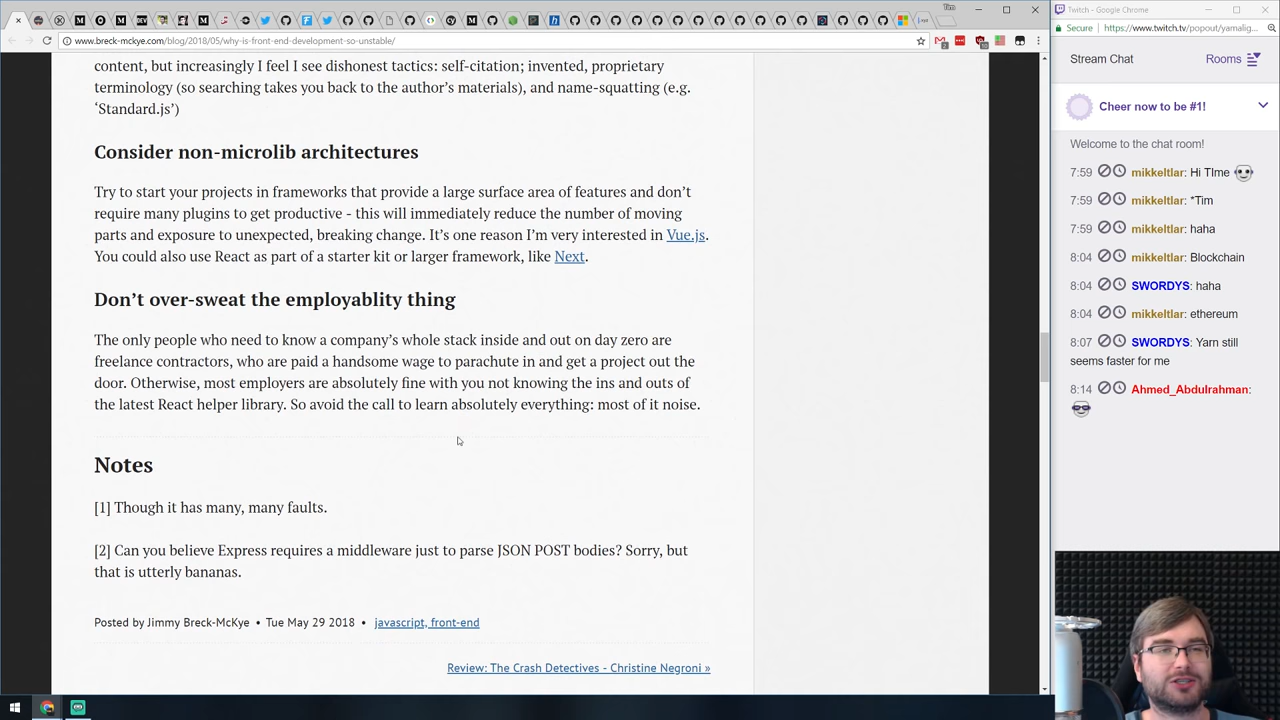 Tim
Twitch - Google Chrome
www.breck-mckye.com/blog/2018/05/why-is-front-end-development-so-unstable/
Secure
https://www.twitch.tv/popout/yamalig...
content, but increasingly I feel I see dishonest tactics: self-citation; invented, proprietary
terminology (so searching takes you back to the author’s materials), and name-squatting (e.g.
‘Standard.js’)
Consider non-microlib architectures
Try to start your projects in frameworks that provide a large surface area of features and don’t
require many plugins to get productive - this will immediately reduce the number of moving
parts and exposure to unexpected, breaking change. It’s one reason I’m very interested in Vue.js.
You could also use React as part of a starter kit or larger framework, like Next.
Don’t over-sweat the employablity thing
The only people who need to know a company’s whole stack inside and out on day zero are
freelance contractors, who are paid a handsome wage to parachute in and get a project out the
door. Otherwise, most employers are absolutely fine with you not knowing the ins and outs of
the latest React helper library. So avoid the call to learn absolutely everything: most of it noise.
Notes
[1] Though it has many, many faults.
[2] Can you believe Express requires a middleware just to parse JSON POST bodies? Sorry, but
that is utterly bananas.
Posted by Jimmy Breck-McKye • Tue May 29 2018 • javascript, front-end
Review: The Crash Detectives - Christine Negroni »
Stream Chat
Rooms
Cheer now to be #1!
Welcome to the chat room!
7:59 mikkeltlar: Hi TIme
7:59 mikkeltlar: *Tim
7:59 mikkeltlar: haha
8:04 mikkeltlar: Blockchain
8:04 SWORDYS: haha
8:04 mikkeltlar: ethereum
8:07 SWORDYS: Yarn still
seems faster for me
8:14 Ahmed_Abdulrahman: